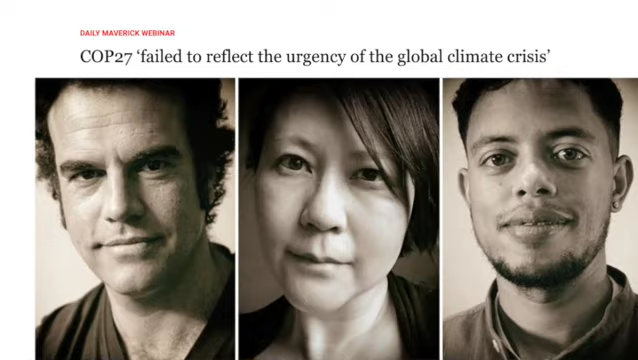 DAILY MAVERICK WEBINAR
COP27 ‘failed to reflect the urgency of the global climate crisis’